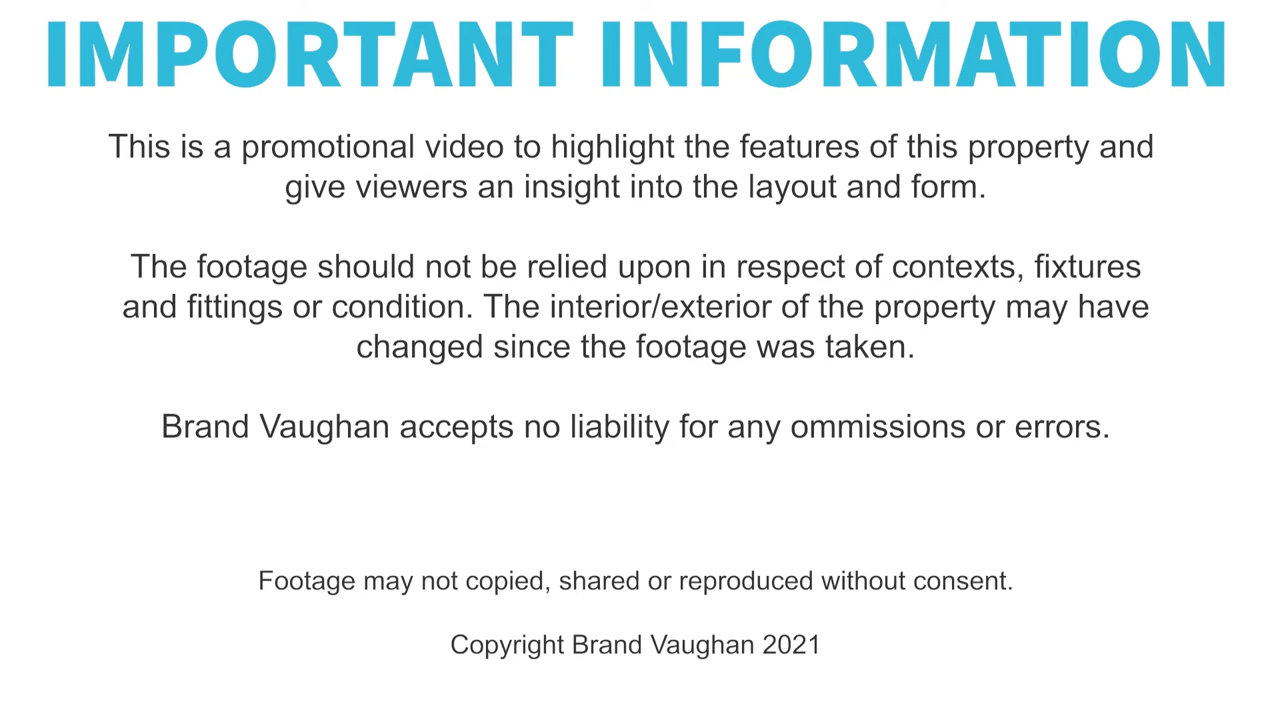 IMPORTANT INFORMATION
This is a promotional video to highlight the features of this property and
give viewers an insight into the layout and form.
The footage should not be relied upon in respect of contexts, fixtures
and fittings or condition. The interior/exterior of the property may have
changed since the footage was taken.
Brand Vaughan accepts no liability for any ommissions or errors.
Footage may not copied, shared or reproduced without consent.
Copyright Brand Vaughan 2021